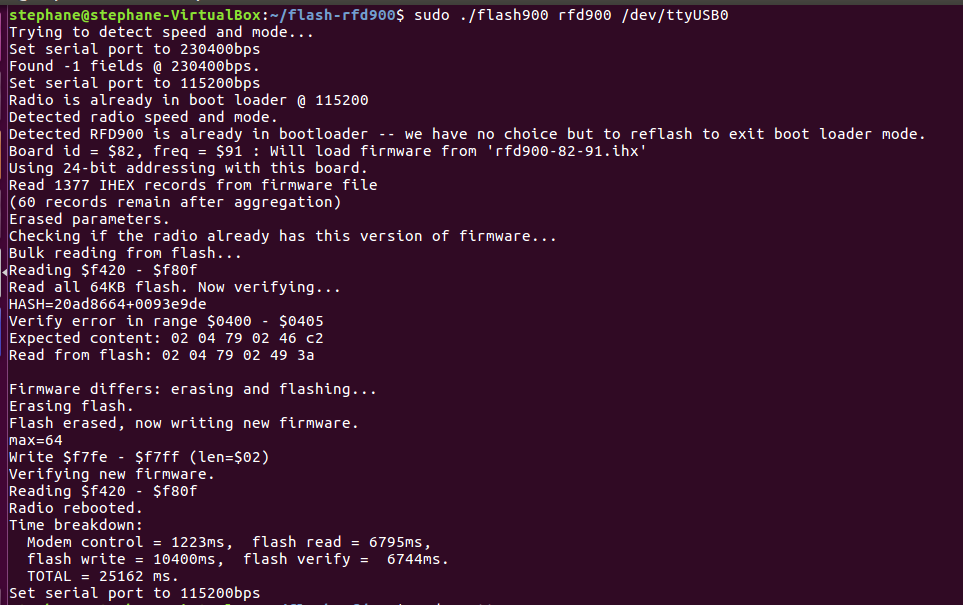 stephane@stephane-VirtualBox:~/flash-rfd900$ sudo ./flash900 rfd900 /dev/ttyUSB0
Trying to detect speed and mode...
Set serial port to 230400bps
Found -1 fields @ 230400bps.
Set serial port to 115200bps
Radio is already in boot loader @ 115200
Detected radio speed and mode.
Detected RFD900 is already in bootloader -- we have no choice but to reflash to exit boot loader mode.
Board id = $82, freq = $91 : Will load firmware from 'rfd900-82-91.ihx'
Using 24-bit addressing with this board.
Read 1377 IHEX records from firmware file
(60 records remain after aggregation)
Erased parameters.
Checking if the radio already has this version of firmware...
Bulk reading from flash...
Reading $f420 - $f80f
Read all 64KB flash. Now verifying...
HASH=20ad8664+0093e9de
Verify error in range $0400 - $0405
Expected content: 02 04 79 02 46 c2
Read from flash: 02 04 79 02 49 3a

Firmware differs: erasing and flashing...
Erasing flash.
Flash erased, now writing new firmware.
max=64
Write $f7fe - $f7ff (len=$02)
Verifying new firmware.
Reading $f420 - $f80f
Radio rebooted.
Time breakdown:
  Modem control = 1223ms,  flash read = 6795ms,
  flash write = 10400ms,  flash verify =  6744ms.
  TOTAL = 25162 ms.
Set serial port to 115200bps